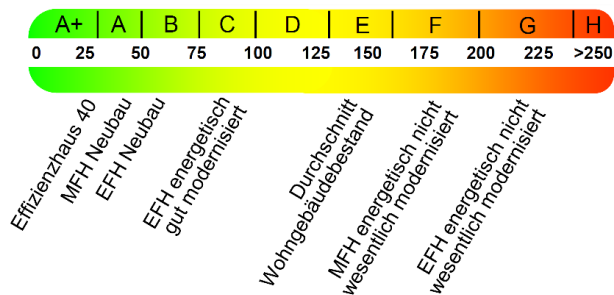 A+ A B C D E F G H
0 25 50 75 100 125 150 175 200 225 >250
Effizienzhaus 40
MFH Neubau
EFH Neubau
EFH energetisch
gut modernisiert
Durchschnitt
Wohngebäudebestand
MFH energetisch nicht
wesentlich modernisiert
EFH energetisch nicht
wesentlich modernisiert